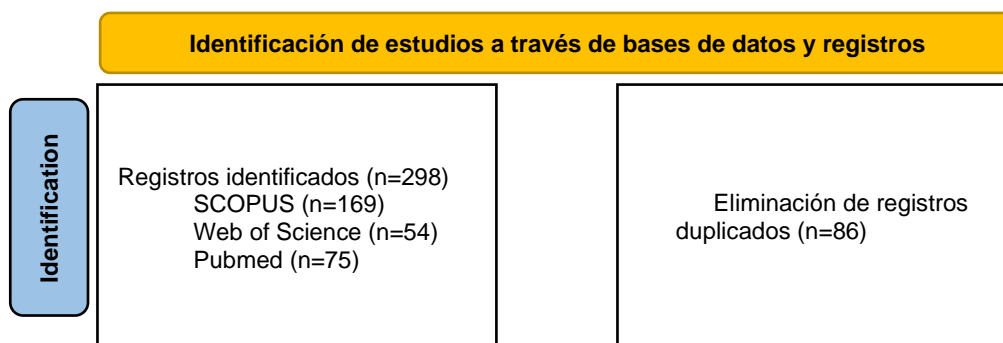 Identificación de estudios a través de bases de datos y registros
Identification
Registros identificados (n=298)
SCOPUS (n=169)
Web of Science (n=54)
Pubmed (n=75)
Eliminación de registros
duplicados (n=86)